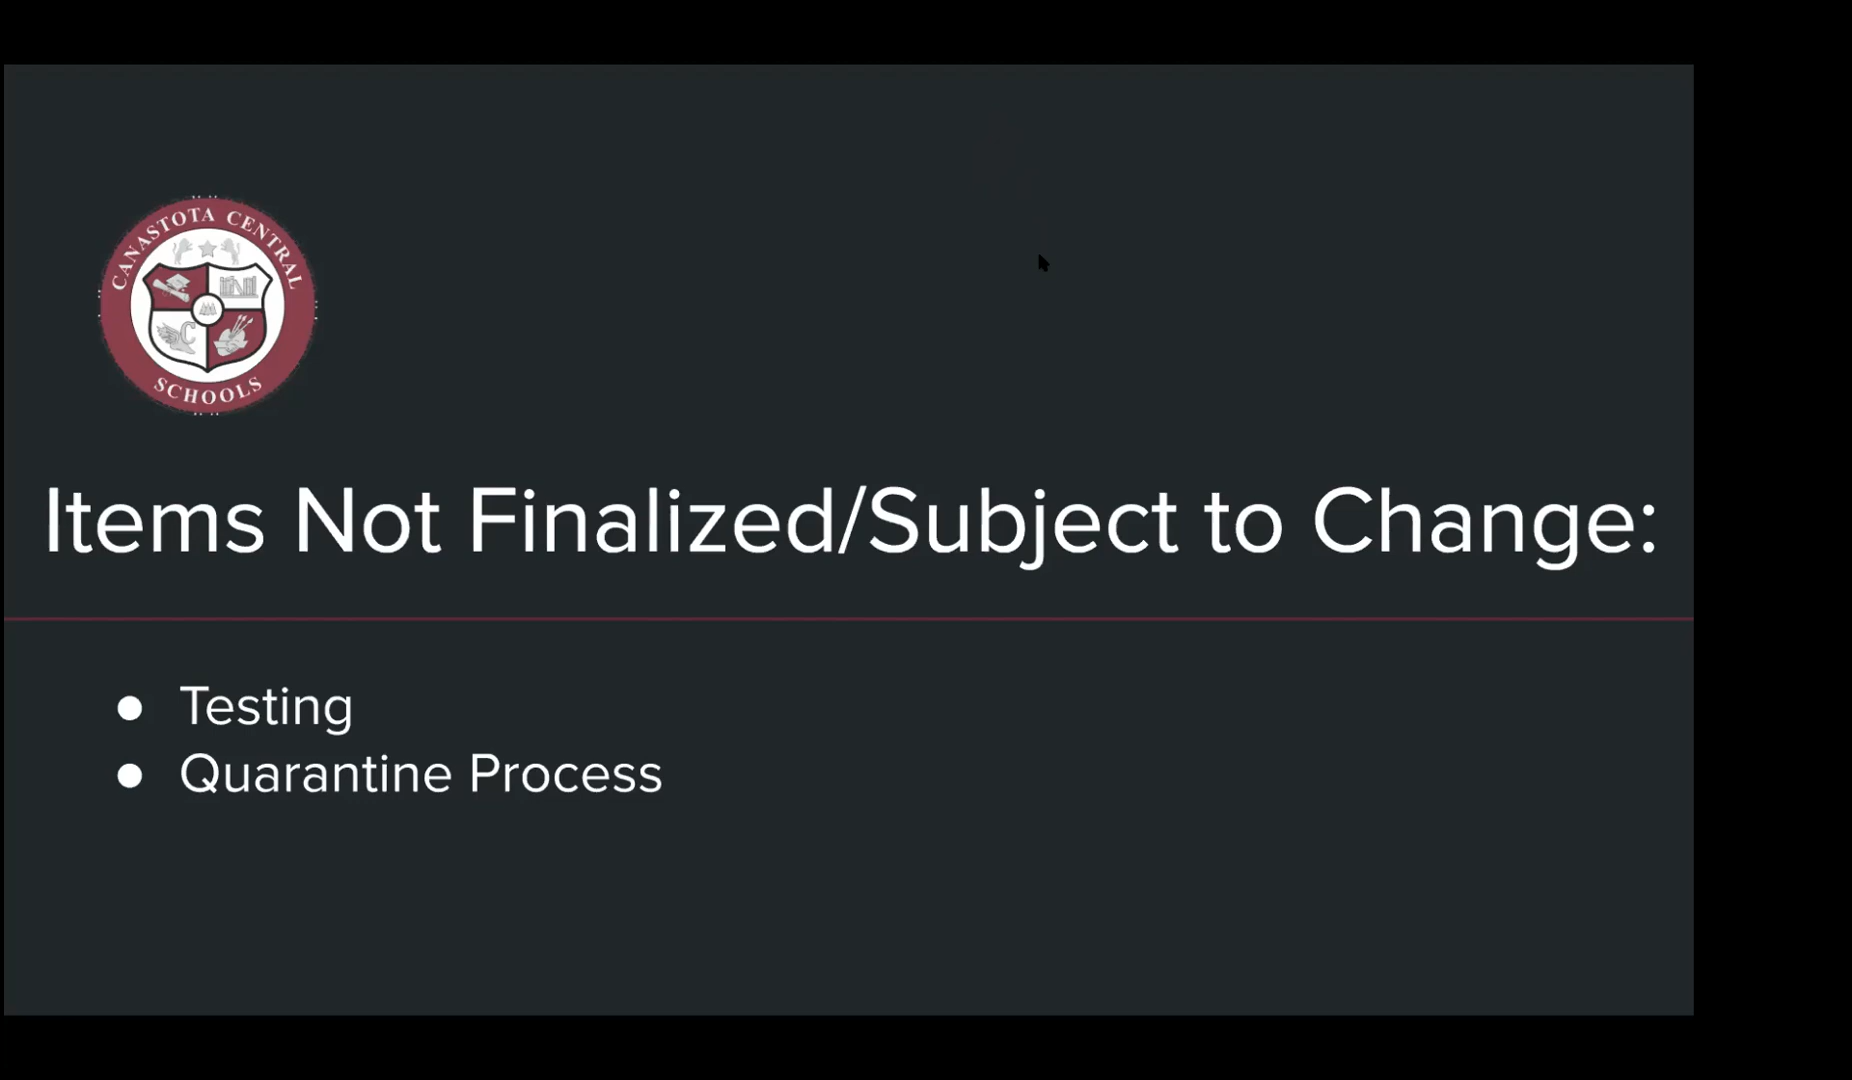 CANASTOTA CENTRAL
SCHOOLS
Items Not Finalized/Subject to Change:
● Testing
● Quarantine Process